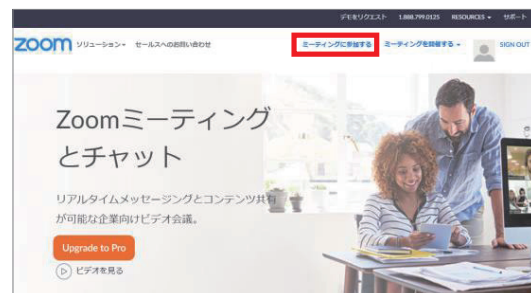 デモをリクエスト 1.888.799.0125 RESOURCES サポート
zoom ソリューション セールスへのお問い合わせ ミーティングに参加する ミーティングを開催する SIGN OUT
Zoomミーティング
とチャット
リアルタイムメッセージングとコンテンツ共有
が可能な企業向けビデオ会議。
Upgrade to Pro
ビデオを見る